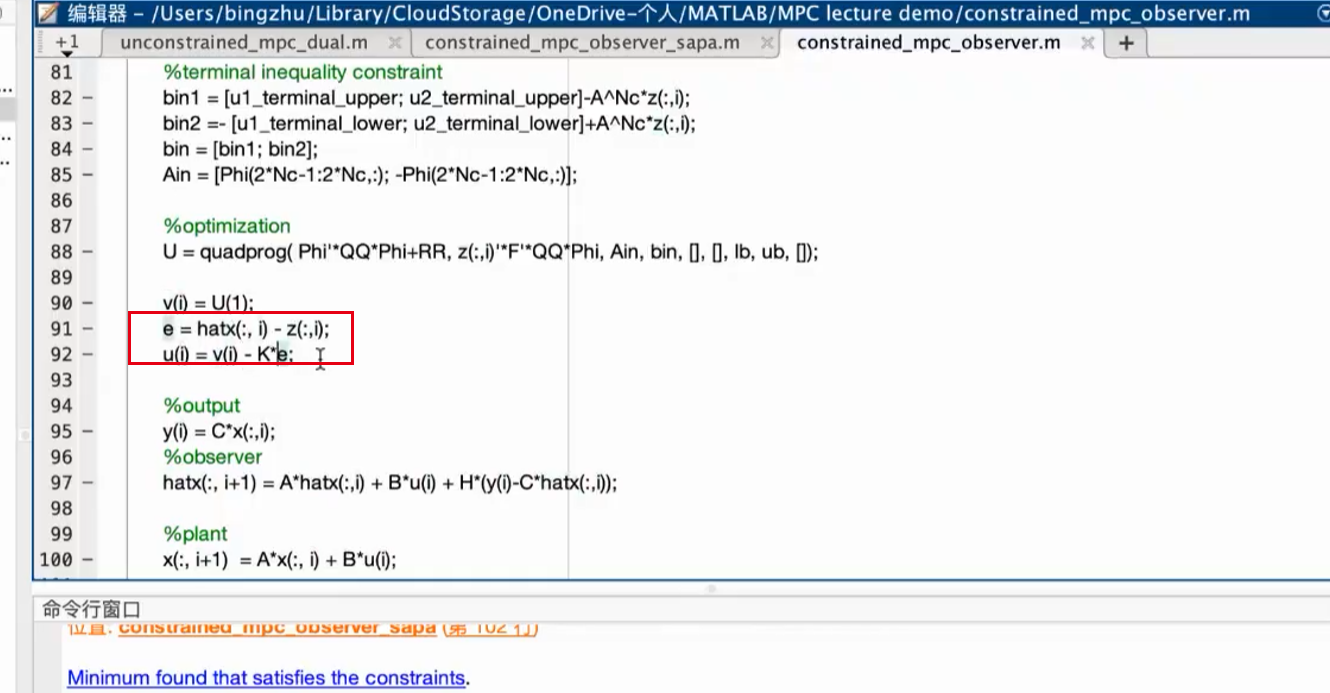 编辑器 – /Users/bingzhu/Library/CloudStorage/OneDrive-个人/MATLAB/MPC lecture demo/constrained_mpc_observer.m
+1 unconstrained_mpc_dual.m × constrained_mpc_observer_sapa.m × constrained_mpc_observer.m × +
81 %terminal inequality constraint
82 – bin1 = [u1_terminal_upper; u2_terminal_upper]-A^Nc*z(:,i);
83 – bin2 =- [u1_terminal_lower; u2_terminal_lower]+A^Nc*z(:,i);
84 – bin = [bin1; bin2];
85 – Ain = [Phi(2*Nc-1:2*Nc,:); -Phi(2*Nc-1:2*Nc,:)];
86
87 %optimization
88 – U = quadprog( Phi'*QQ*Phi+RR, z(:,i)'*F'*QQ*Phi, Ain, bin, [], [], lb, ub, []);
89
90 – v(i) = U(1);
91 – e = hatx(:, i) - z(:,i);
92 – u(i) = v(i) - K*e;
93
94 %output
95 – y(i) = C*x(:,i);
96 %observer
97 – hatx(:, i+1) = A*hatx(:,i) + B*u(i) + H*(y(i)-C*hatx(:,i));
98
99 %plant
100 – x(:, i+1)  = A*x(:, i) + B*u(i);
命令行窗口
位置: constrained_mpc_observer_sapa (第 102 行)
Minimum found that satisfies the constraints.